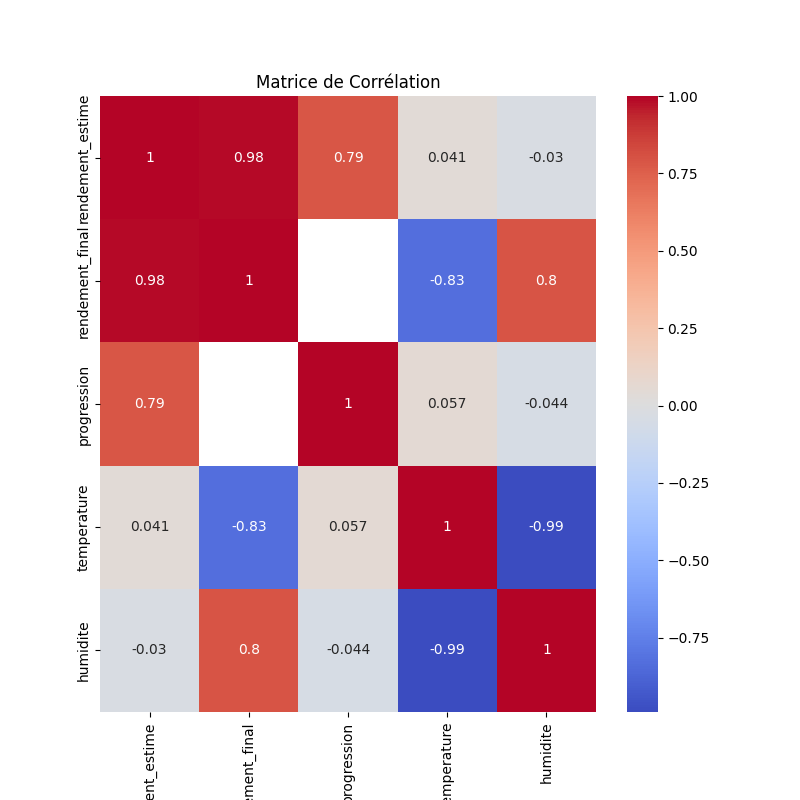 Matrice de Corrélation
rendement_estime
1 0.98 0.79 0.041 -0.03
rendement_final
0.98 1 -0.83 0.8
progression
0.79 1 0.057 -0.044
temperature
0.041 -0.83 0.057 1 -0.99
humidite
-0.03 0.8 -0.044 -0.99 1
ent_estime
ement_final
progression
emperature
humidite
1.00
0.75
0.50
0.25
0.00
−0.25
−0.50
−0.75